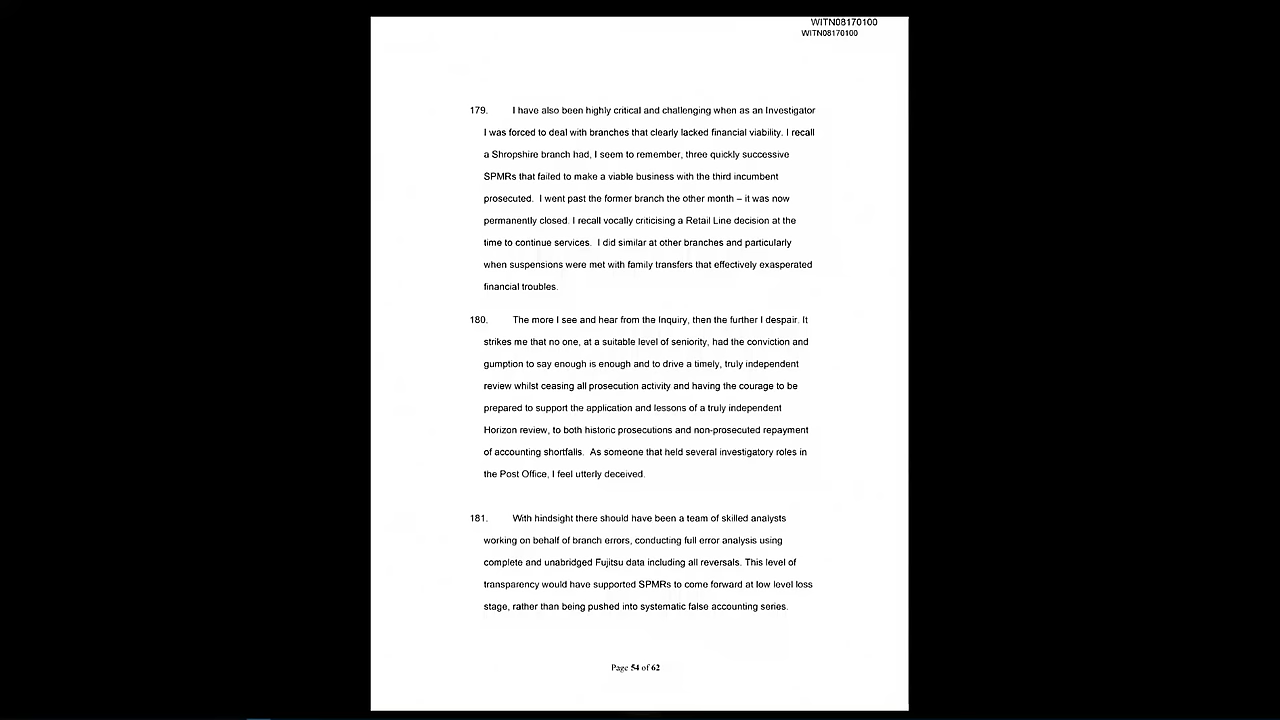 WITN08170100
WITN08170100
179. I have also been highly critical and challenging when as an Investigator
I was forced to deal with branches that clearly lacked financial viability. I recall
a Shropshire branch had, I seem to remember, three quickly successive
SPMRs that failed to make a viable business with the third incumbent
prosecuted. I went past the former branch the other month – it was now
permanently closed. I recall vocally criticising a Retail Line decision at the
time to continue services. I did similar at other branches and particularly
when suspensions were met with family transfers that effectively exasperated
financial troubles.
180. The more I see and hear from the Inquiry, then the further I despair. It
strikes me that no one, at a suitable level of seniority, had the conviction and
gumption to say enough is enough and to drive a timely, truly independent
review whilst ceasing all prosecution activity and having the courage to be
prepared to support the application and lessons of a truly independent
Horizon review, to both historic prosecutions and non-prosecuted repayment
of accounting shortfalls. As someone that held several investigatory roles in
the Post Office, I feel utterly deceived.
181. With hindsight there should have been a team of skilled analysts
working on behalf of branch errors, conducting full error analysis using
complete and unabridged Fujitsu data including all reversals. This level of
transparency would have supported SPMRs to come forward at low level loss
stage, rather than being pushed into systematic false accounting series.
Page 54 of 62